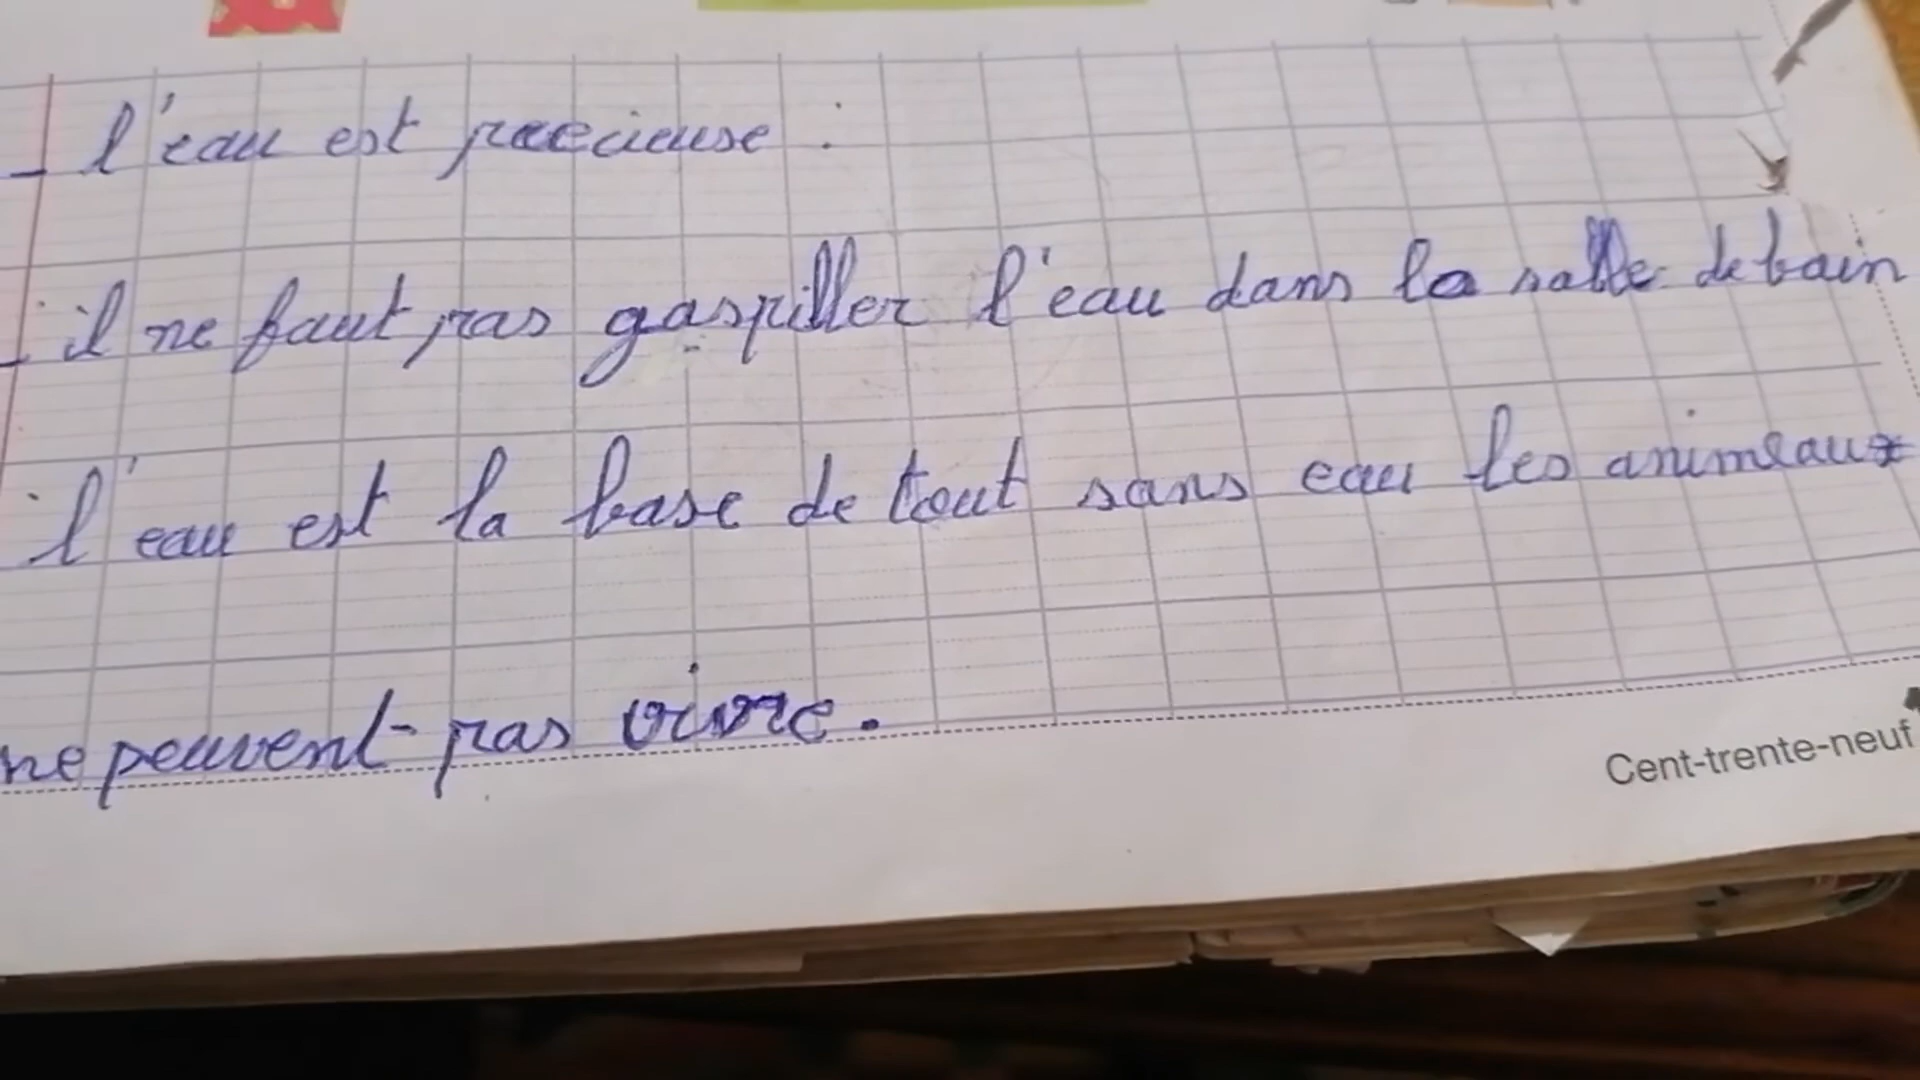 - l'eau est precieuse :
- il ne faut pas gaspiller l'eau dans la salle de bain
l'eau est la base de tout sans eau les animeaux
ne peuvent pas vivre.
Cent-trente-neuf